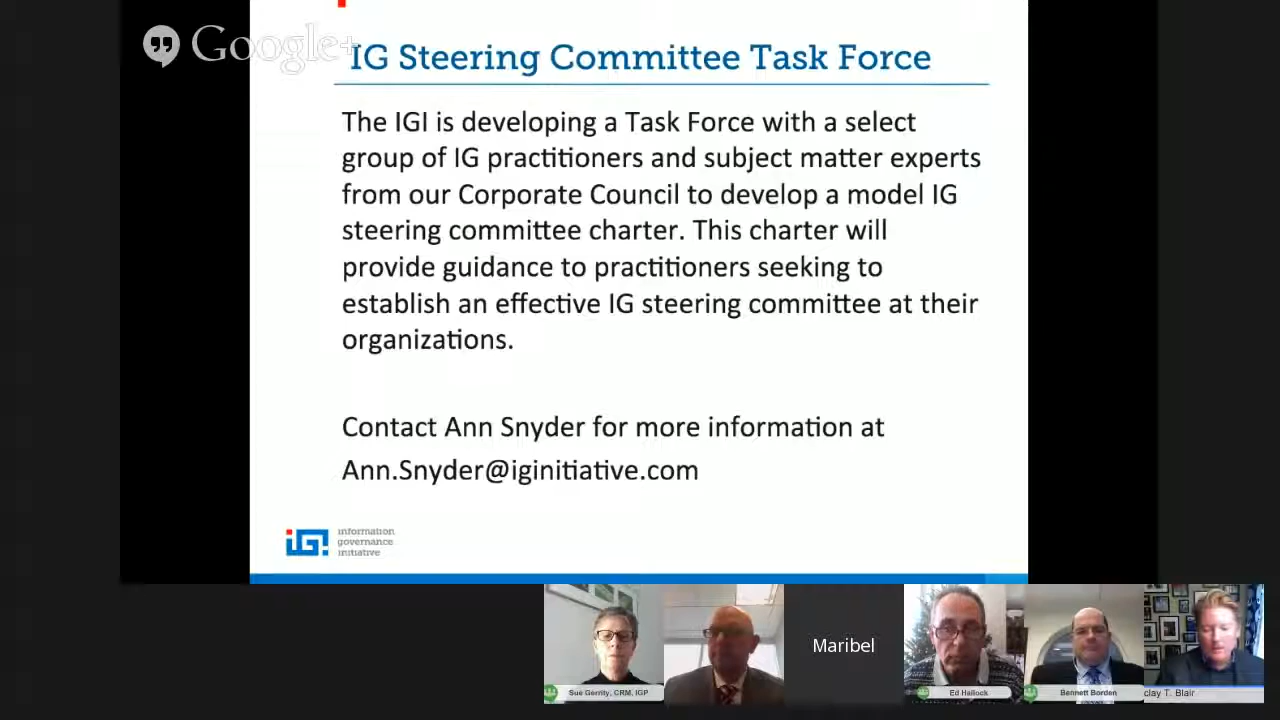 Google+
IG Steering Committee Task Force
The IGI is developing a Task Force with a select
group of IG practitioners and subject matter experts
from our Corporate Council to develop a model IG
steering committee charter. This charter will
provide guidance to practitioners seeking to
establish an effective IG steering committee at their
organizations.
Contact Ann Snyder for more information at
Ann.Snyder@iginitiative.com
iG!
information
governance
initiative
Maribel
Sue Gerrity, CRM, IGP
Ed Hallock
Bennett Borden
clay T. Blair